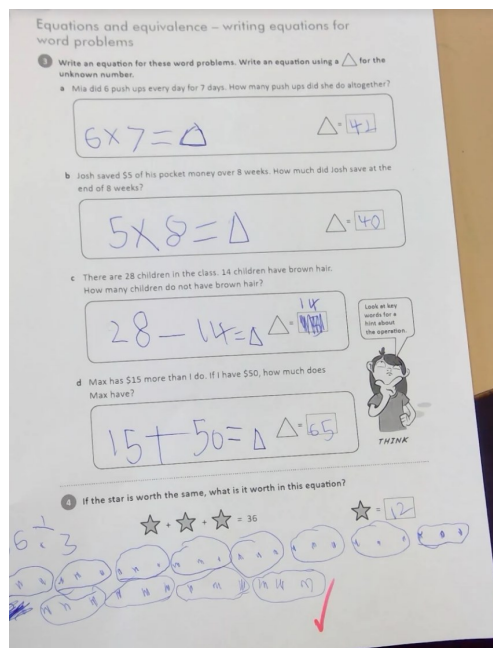 Equations and equivalence – writing equations for
word problems
3 Write an equation for these word problems. Write an equation using a △ for the
unknown number.
a Mia did 6 push ups every day for 7 days. How many push ups did she do altogether?
6 x 7 = △
△ = 42
b Josh saved $5 of his pocket money over 8 weeks. How much did Josh save at the
end of 8 weeks?
5 x 8 = △
△ = 40
c There are 28 children in the class. 14 children have brown hair.
How many children do not have brown hair?
14
28 – 14 = △ △ =
Look at key
words for a
hint about
the operation.
d Max has $15 more than I do. If I have $50, how much does
Max have?
15 + 50 = △ △ = 65
THINK
4 If the star is worth the same, what is it worth in this equation?
☆ + ☆ + ☆ = 36 ☆ = 12
6 ÷ 3